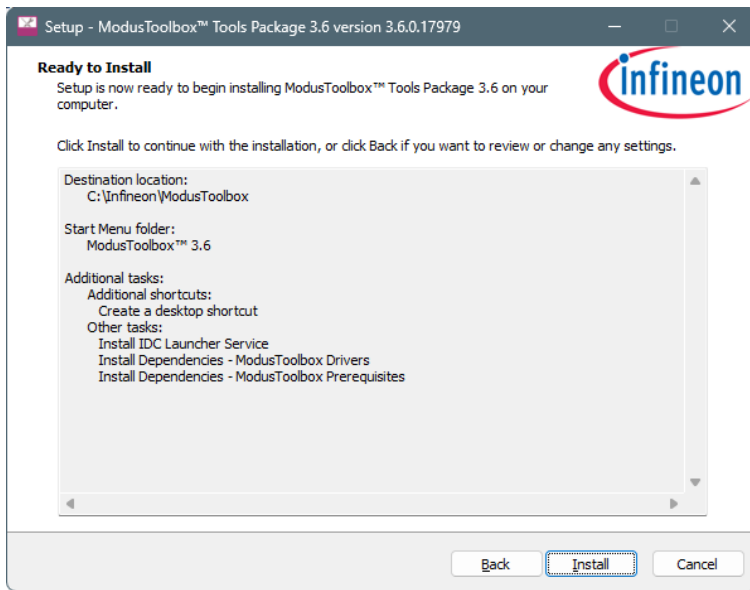 Setup - ModusToolbox™ Tools Package 3.6 version 3.6.0.17979
Ready to Install
Setup is now ready to begin installing ModusToolbox™ Tools Package 3.6 on your
computer.
infineon
Click Install to continue with the installation, or click Back if you want to review or change any settings.
Destination location:
C:\Infineon\ModusToolbox
Start Menu folder:
ModusToolbox™ 3.6
Additional tasks:
Additional shortcuts:
Create a desktop shortcut
Other tasks:
Install IDC Launcher Service
Install Dependencies - ModusToolbox Drivers
Install Dependencies - ModusToolbox Prerequisites
Back Install Cancel